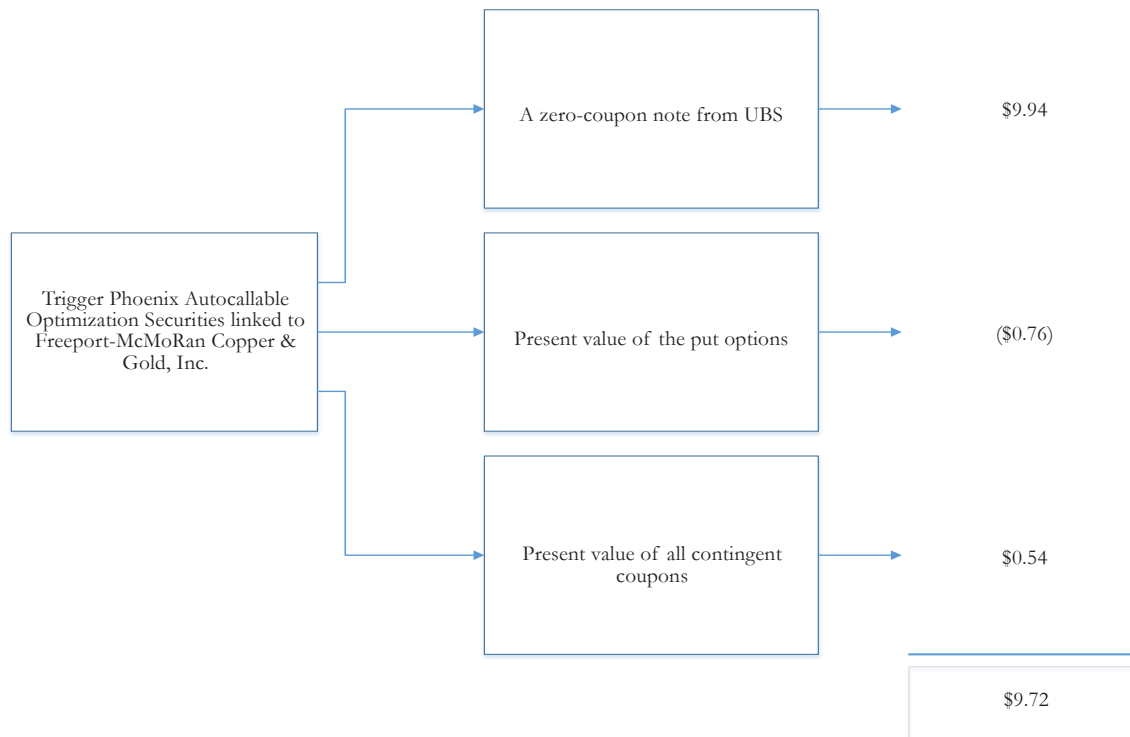 A zero-coupon note from UBS
$9.94
Trigger Phoenix Autocallable
Optimization Securities linked to
Freeport-McMoRan Copper &
Gold, Inc.
Present value of the put options
($0.76)
Present value of all contingent
coupons
$0.54
$9.72